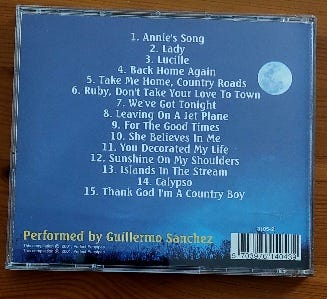 1. Annie's Song
2. Lady
3. Lucille
4. Back Home Again
5. Take Me Home, Country Roads
6. Ruby, Don't Take Your Love To Town
7. We've Got Tonight
8. Leaving On A Jet Plane
9. For The Good Times
10. She Believes In Me
11. You Decorated My Life
12. Sunshine On My Shoulders
13. Islands In The Stream
14. Calypso
15. Thank God I'm A Country Boy
Performed by Guillermo Sanchez